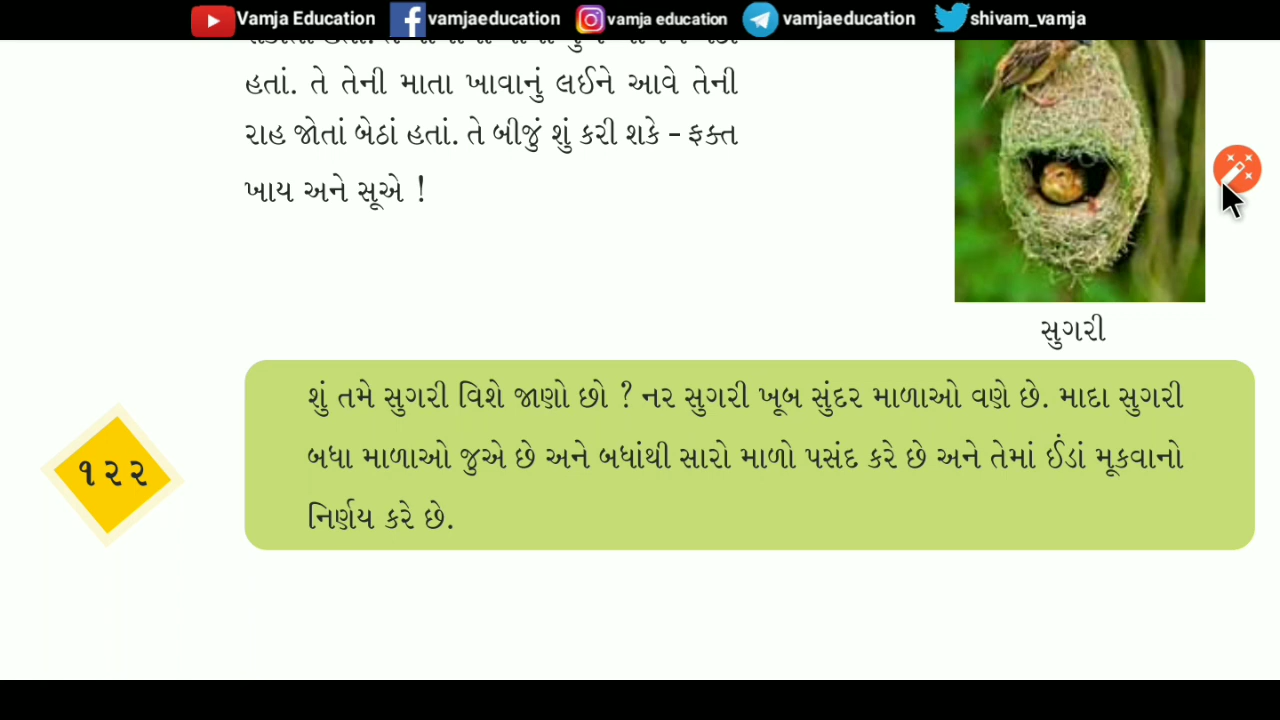 Vamja Education vamjaeducation vamja education vamjaeducation shivam_vamja
હતાં. તે તેની માતા ખાવાનું લઈને આવે તેની
રાહ જોતાં બેઠાં હતાં. તે બીજું શું કરી શકે - ફક્ત
ખાય અને સૂએ !
સુગરી
શું તમે સુગરી વિશે જાણો છો ? નર સુગરી ખૂબ સુંદર માળાઓ વણે છે. માદા સુગરી
બધા માળાઓ જુએ છે અને બધાંથી સારો માળો પસંદ કરે છે અને તેમાં ઈંડાં મૂકવાનો
નિર્ણય કરે છે.
૧૨૨